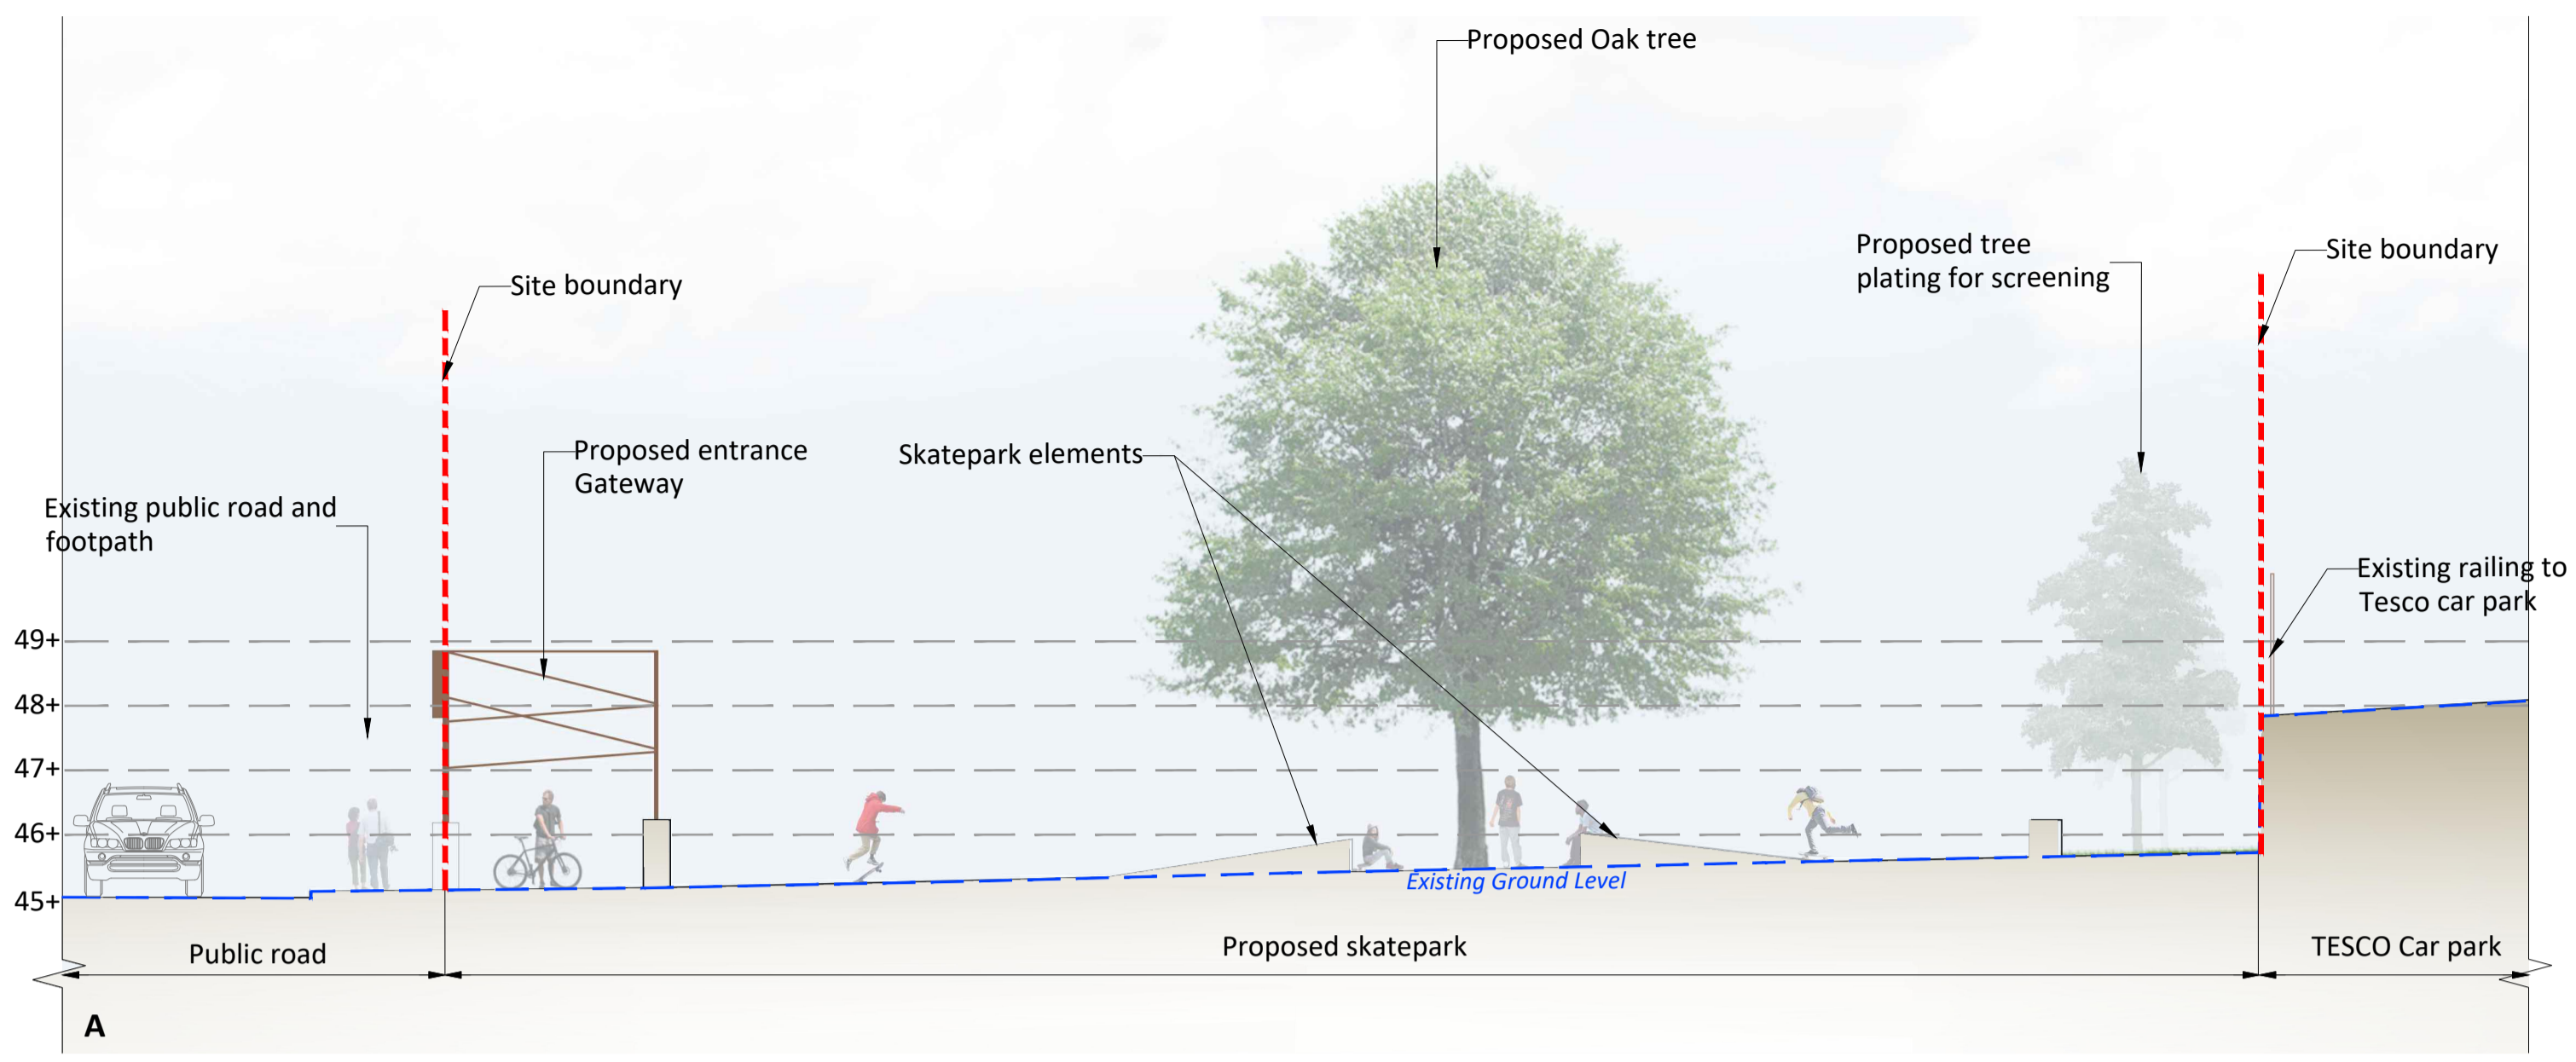 Proposed Oak tree
Proposed tree
plating for screening
Site boundary
Site boundary
Proposed entrance
Gateway
Skatepark elements
Existing public road and
footpath
Existing railing to
Tesco car park
49+
48+
47+
46+
45+
Existing Ground Level
Public road
Proposed skatepark
TESCO Car park
A